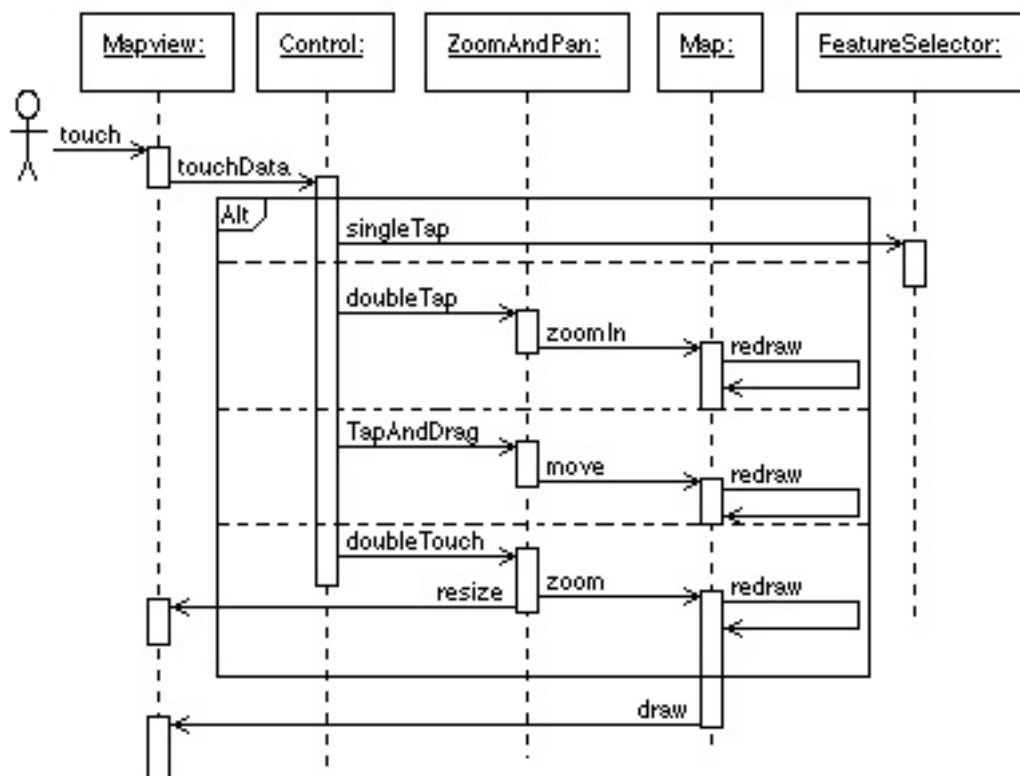 Mapview:
Control:
ZoomAndPan:
Map:
FeatureSelector:
touch
touchData
Alt
singleTap
doubleTap
zoomIn
redraw
TapAndDrag
move
redraw
doubleTouch
zoom
redraw
resize
draw